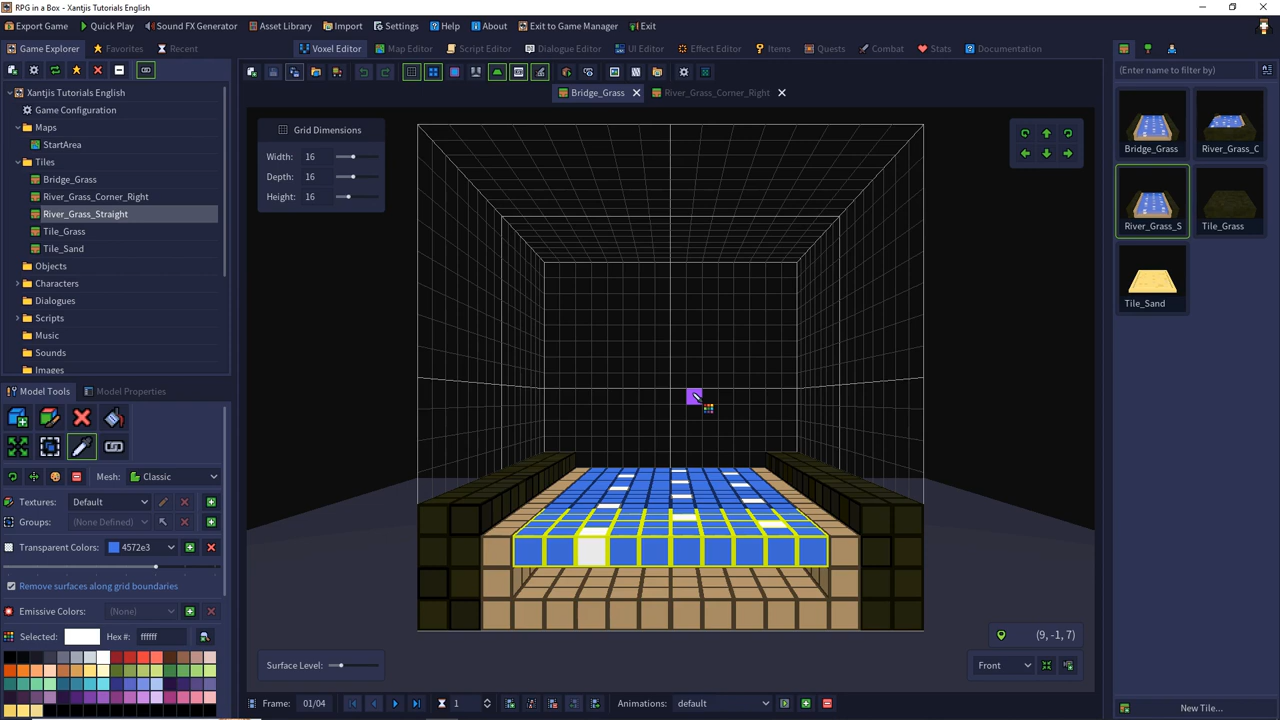 RPG in a Box - Xantjis Tutorials English
Export Game
Quick Play
Sound FX Generator
Asset Library
Import
Settings
Help
About
Exit to Game Manager
Exit
Game Explorer
Favorites
Recent
Voxel Editor
Map Editor
Script Editor
Dialogue Editor
UI Editor
Effect Editor
Items
Quests
Combat
Stats
Documentation
(Enter name to filter by)
Bridge_Grass
River_Grass_Corner_Right
Xantjis Tutorials English
Game Configuration
Maps
StartArea
Tiles
Bridge_Grass
River_Grass_Corner_Right
River_Grass_Straight
Tile_Grass
Tile_Sand
Objects
Characters
Dialogues
Scripts
Music
Sounds
Images
Grid Dimensions
Width: 16
Depth: 16
Height: 16
Bridge_Grass
River_Grass_C
River_Grass_S
Tile_Grass
Tile_Sand
Model Tools
Model Properties
Mesh: Classic
Textures: Default
Groups: (None Defined)
Transparent Colors: 4572e3
Remove surfaces along grid boundaries
Emissive Colors: (None)
Selected: Hex #: ffffff
(9, -1, 7)
Surface Level:
Front
Frame: 01/04
1
Animations: default
New Tile...